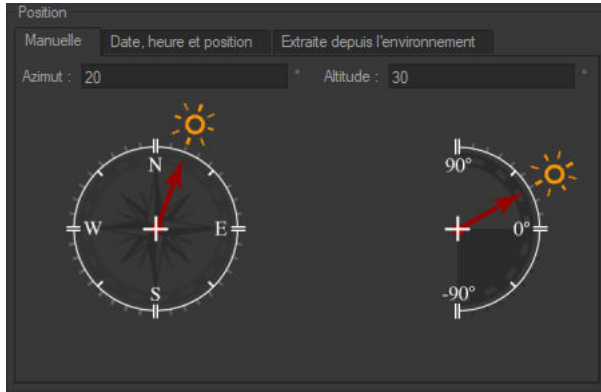 Position
Manuelle Date, heure et position Extraite depuis l'environnement
Azimut : 20 ° Altitude : 30 °
N
W E
S
90°
0°
-90°